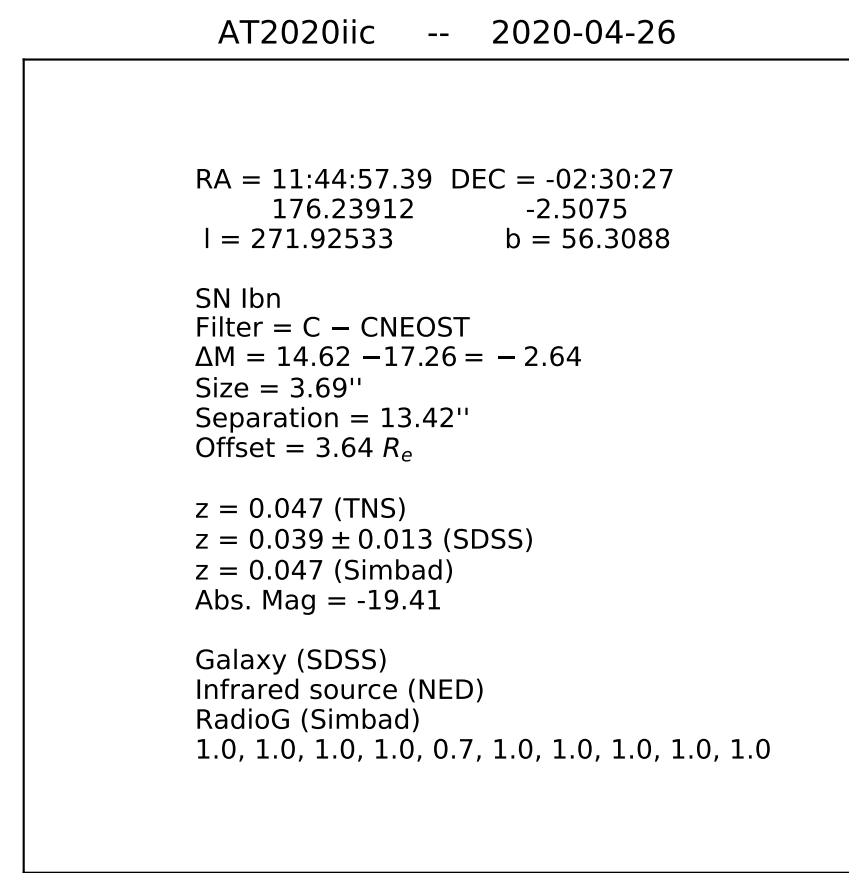 AT2020iic -- 2020-04-26
RA = 11:44:57.39 DEC = -02:30:27
176.23912 -2.5075
l = 271.92533 b = 56.3088
SN Ibn
Filter = C − CNEOST
ΔM = 14.62 −17.26 = − 2.64
Size = 3.69''
Separation = 13.42''
Offset = 3.64 Rₑ
z = 0.047 (TNS)
z = 0.039 ± 0.013 (SDSS)
z = 0.047 (Simbad)
Abs. Mag = -19.41
Galaxy (SDSS)
Infrared source (NED)
RadioG (Simbad)
1.0, 1.0, 1.0, 1.0, 0.7, 1.0, 1.0, 1.0, 1.0, 1.0